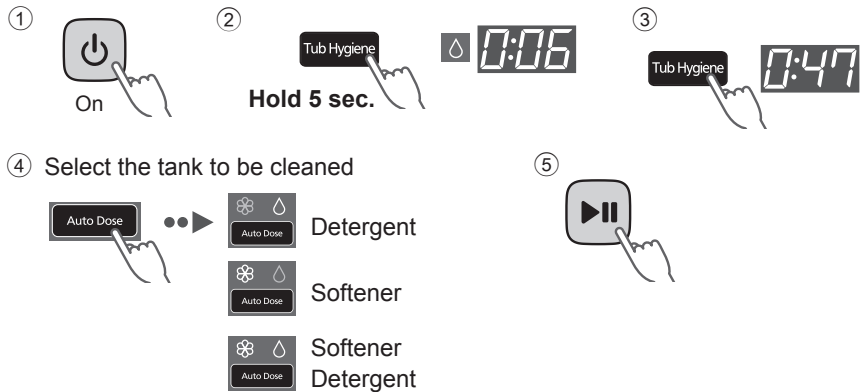 ①
On
②
Tub Hygiene
Hold 5 sec.
0:06
③
Tub Hygiene
0:47
④ Select the tank to be cleaned
Auto Dose
Auto Dose
Detergent
Auto Dose
Softener
Auto Dose
Softener
Detergent
⑤